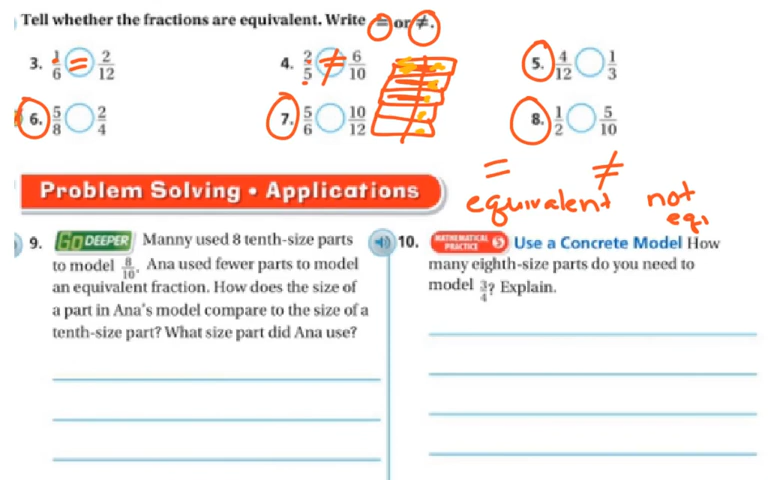 Tell whether the fractions are equivalent. Write = or ≠.
3. 1/6 = 2/12
4. 2/5 ≠ 6/10
5. 4/12 ○ 1/3
6. 5/8 ○ 2/4
7. 5/6 ○ 10/12
8. 1/2 ○ 5/10
= ≠
equivalent not
equi
Problem Solving • Applications
9. GO DEEPER Manny used 8 tenth-size parts
to model 8/10. Ana used fewer parts to model
an equivalent fraction. How does the size of
a part in Ana's model compare to the size of a
tenth-size part? What size part did Ana use?
10. MATHEMATICAL PRACTICE 5 Use a Concrete Model How
many eighth-size parts do you need to
model 3/4? Explain.